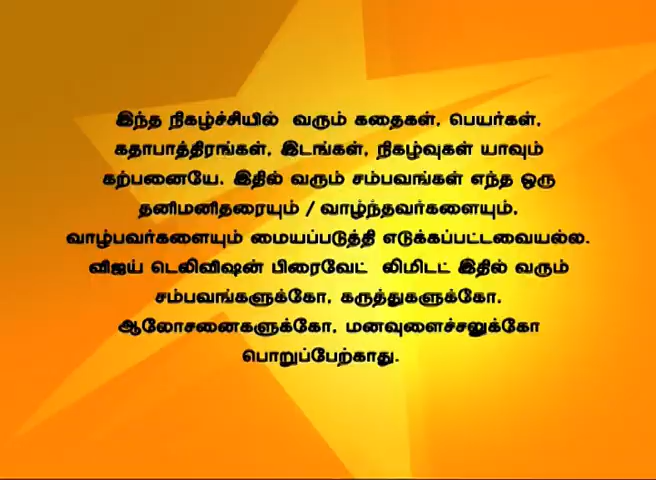 இந்த நிகழ்ச்சியில் வரும் கதைகள், பெயர்கள்,
கதாபாத்திரங்கள், இடங்கள், நிகழ்வுகள் யாவும்
கற்பனையே. இதில் வரும் சம்பவங்கள் எந்த ஒரு
தனிமனிதரையும் / வாழ்ந்தவர்களையும்,
வாழ்பவர்களையும் மையப்படுத்தி எடுக்கப்பட்டவையல்ல.
விஜய் டெலிவிஷன் பிரைவேட் லிமிடட் இதில் வரும்
சம்பவங்களுக்கோ, கருத்துகளுக்கோ,
ஆலோசனைகளுக்கோ, மனவுளைச்சலுக்கோ
பொறுப்பேற்காது.